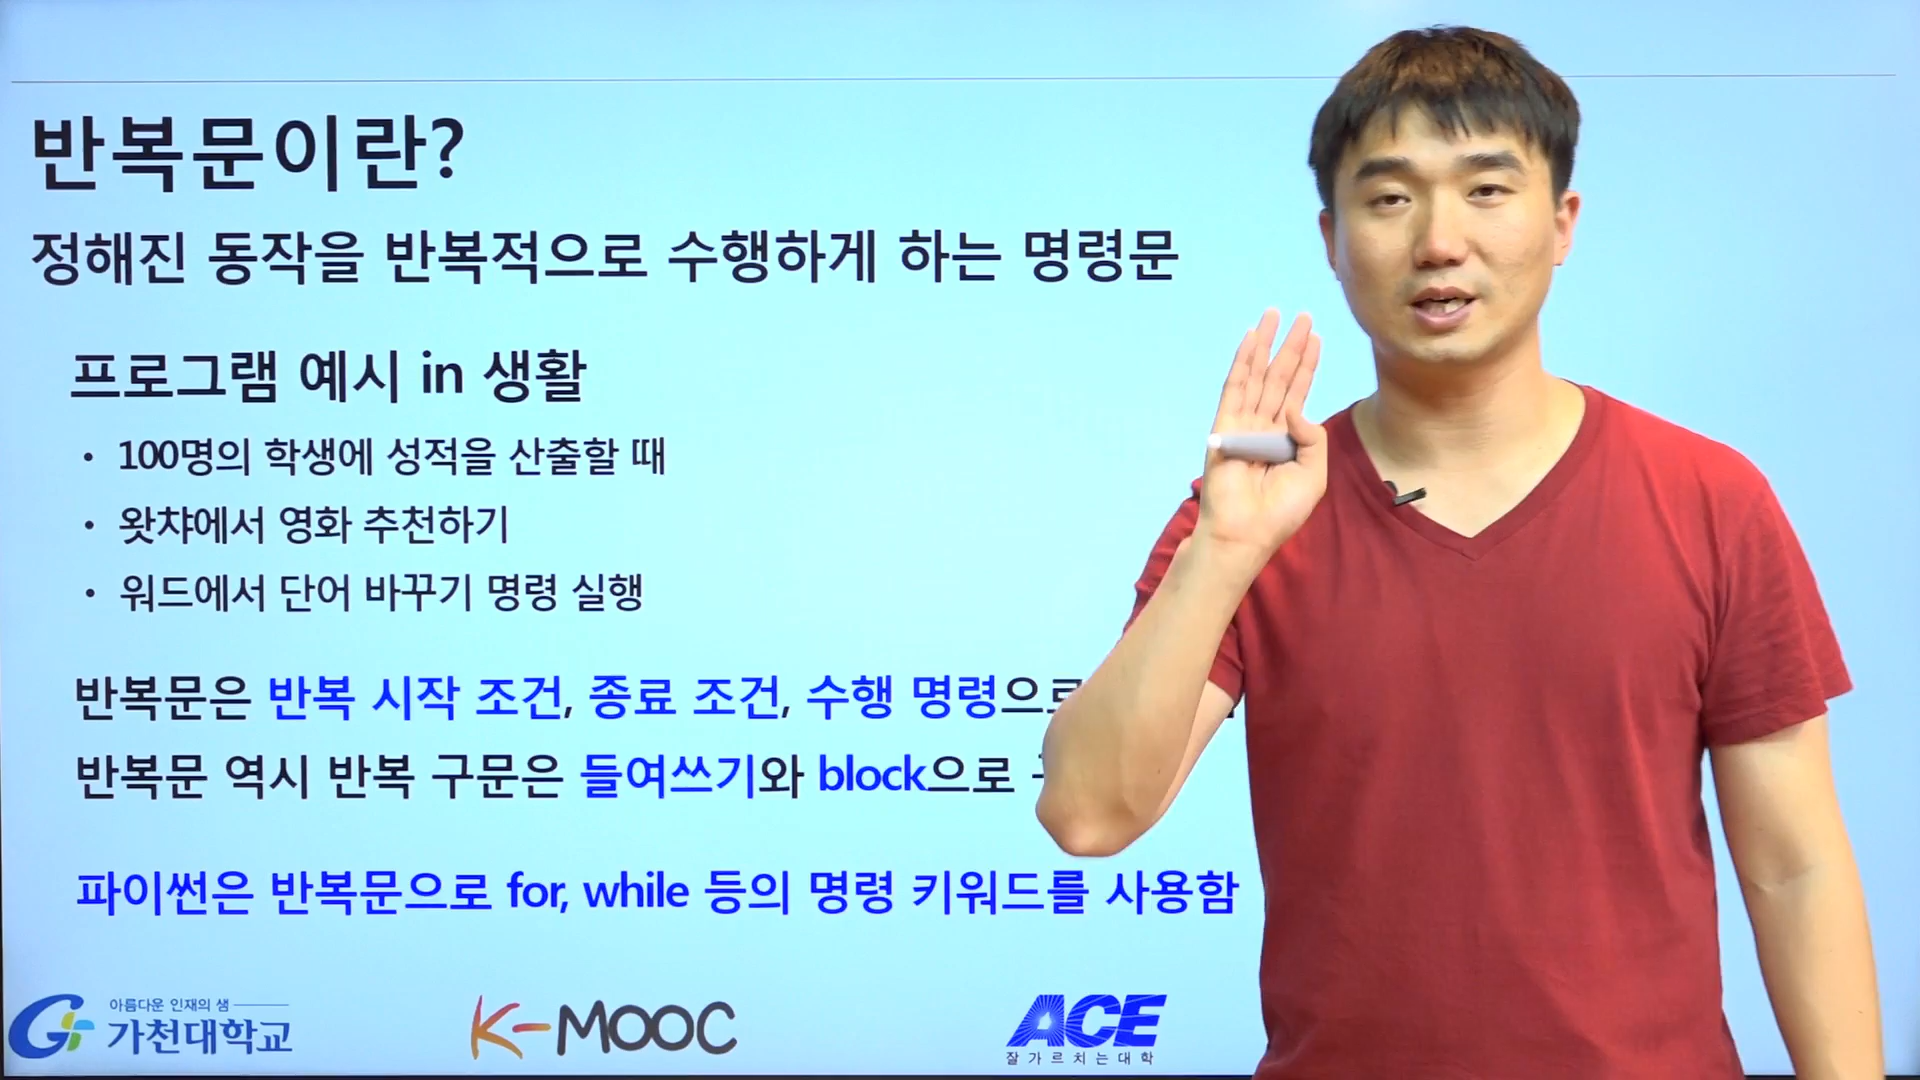 반복문이란?
정해진 동작을 반복적으로 수행하게 하는 명령문
프로그램 예시 in 생활
• 100명의 학생에 성적을 산출할 때
• 왓챠에서 영화 추천하기
• 워드에서 단어 바꾸기 명령 실행
반복문은 반복 시작 조건, 종료 조건, 수행 명령으로
반복문 역시 반복 구문은 들여쓰기와 block으로
파이썬은 반복문으로 for, while 등의 명령 키워드를 사용함
아름다운 인재의 샘
가천대학교
K-MOOC
ACE
잘가르치는대학